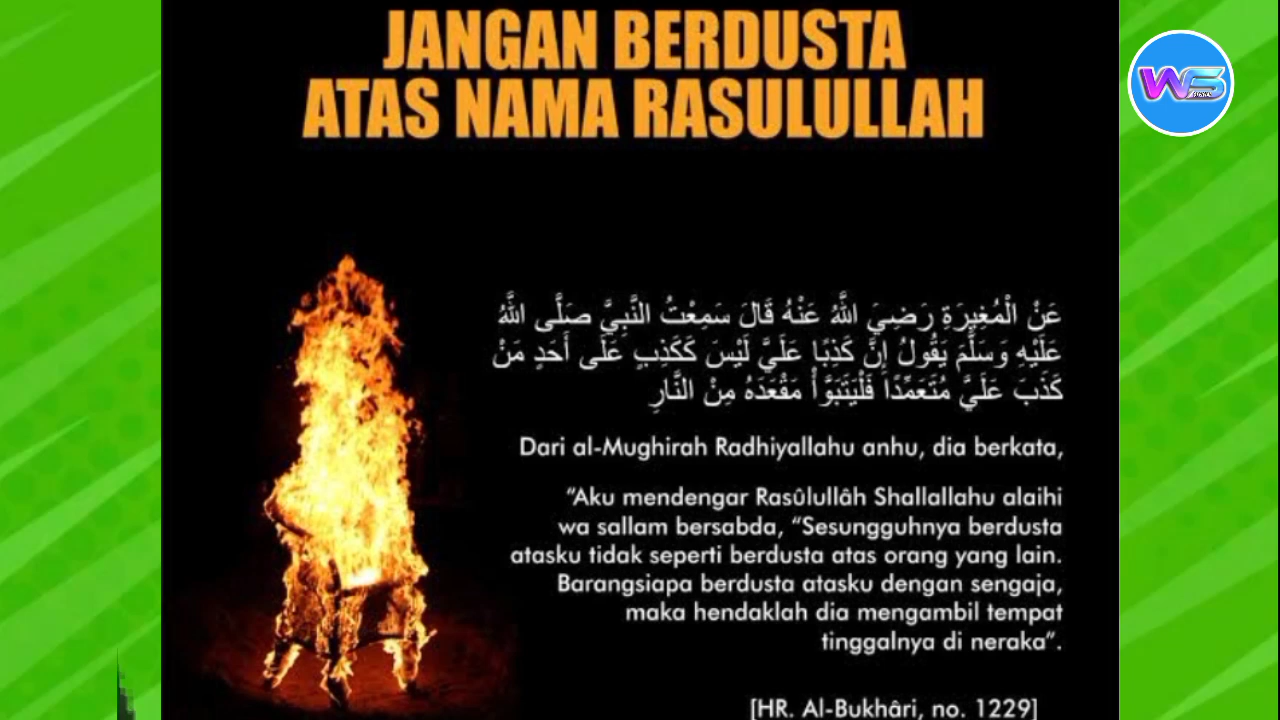 JANGAN BERDUSTA
ATAS NAMA RASULULLAH
WS
عَنْ الْمُغِيرَةِ رَضِيَ اللَّهُ عَنْهُ قَالَ سَمِعْتُ النَّبِيَّ صَلَّى اللَّهُ
عَلَيْهِ وَسَلَّمَ يَقُولُ إِنَّ كَذِبًا عَلَيَّ لَيْسَ كَكَذِبٍ عَلَى أَحَدٍ مَنْ
كَذَبَ عَلَيَّ مُتَعَمِّدًا فَلْيَتَبَوَّأْ مَقْعَدَهُ مِنْ النَّارِ
Dari al-Mughirah Radhiyallahu anhu, dia berkata,
“Aku mendengar Rasûlullâh Shallallahu alaihi
wa sallam bersabda, “Sesungguhnya berdusta
atasku tidak seperti berdusta atas orang yang lain.
Barangsiapa berdusta atasku dengan sengaja,
maka hendaklah dia mengambil tempat
tinggalnya di neraka”.
[HR. Al-Bukhâri, no. 1229]